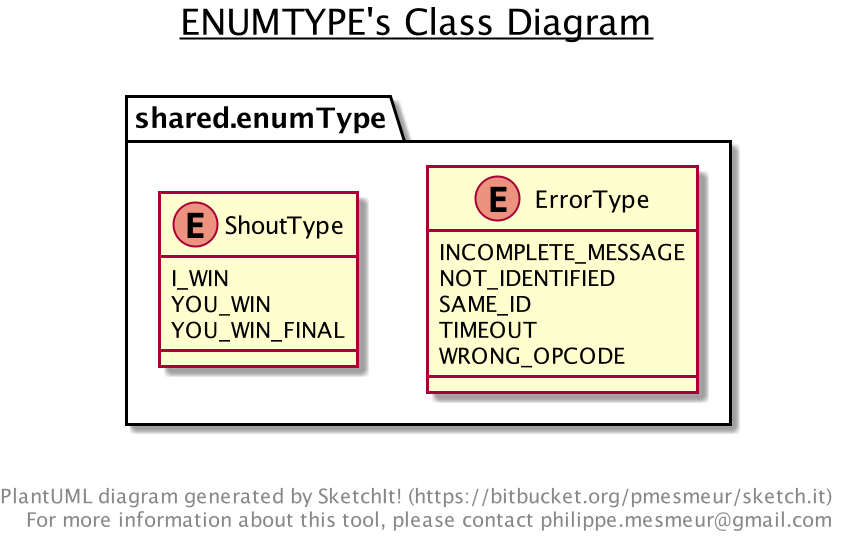 ENUMTYPE's Class Diagram
shared.enumType
E ShoutType
I_WIN
YOU_WIN
YOU_WIN_FINAL
E ErrorType
INCOMPLETE_MESSAGE
NOT_IDENTIFIED
SAME_ID
TIMEOUT
WRONG_OPCODE
PlantUML diagram generated by SketchIt! (https://bitbucket.org/pmesmeur/sketch.it)
For more information about this tool, please contact philippe.mesmeur@gmail.com